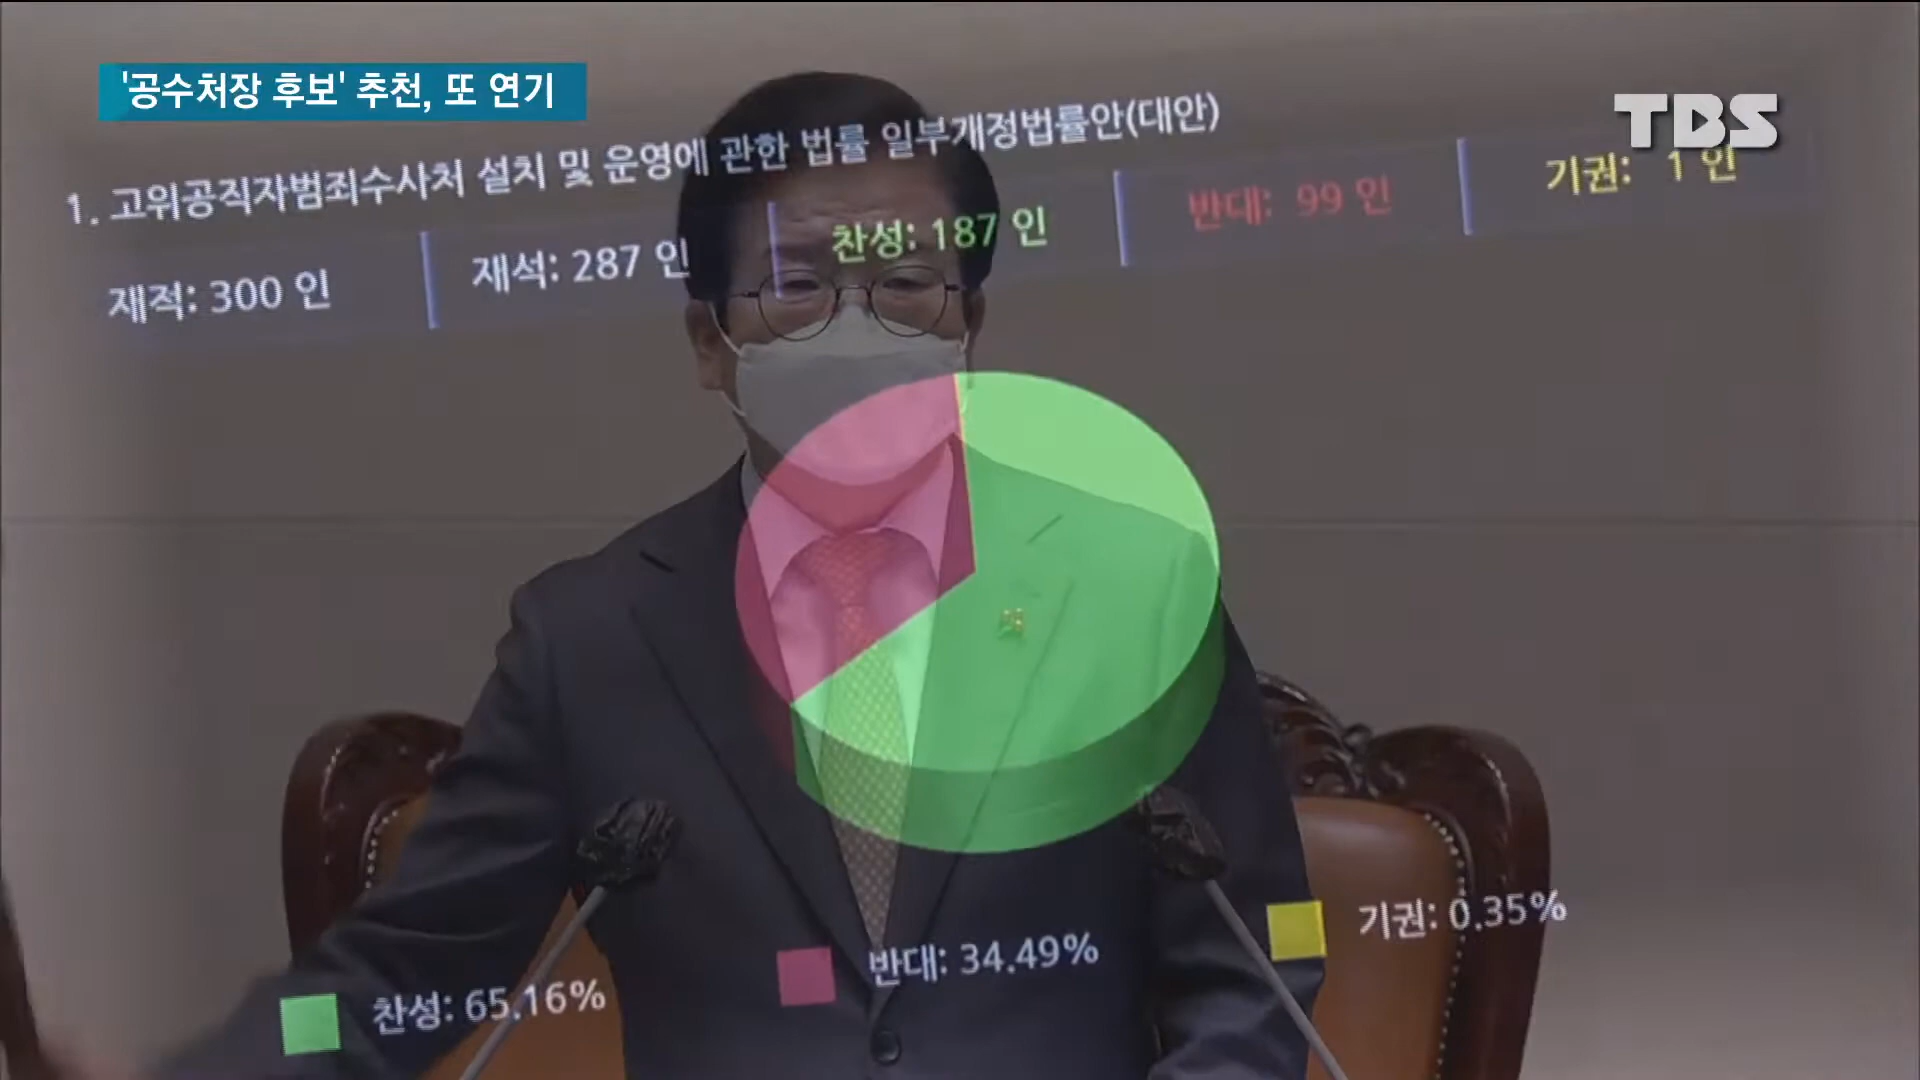 '공수처장 후보' 추천, 또 연기
TBS
1. 고위공직자범죄수사처 설치 및 운영에 관한 법률 일부개정법률안(대안)
재적: 300 인
재석: 287 인
찬성: 187 인
반대: 99 인
기권: 1 인
찬성: 65.16%
반대: 34.49%
기권: 0.35%